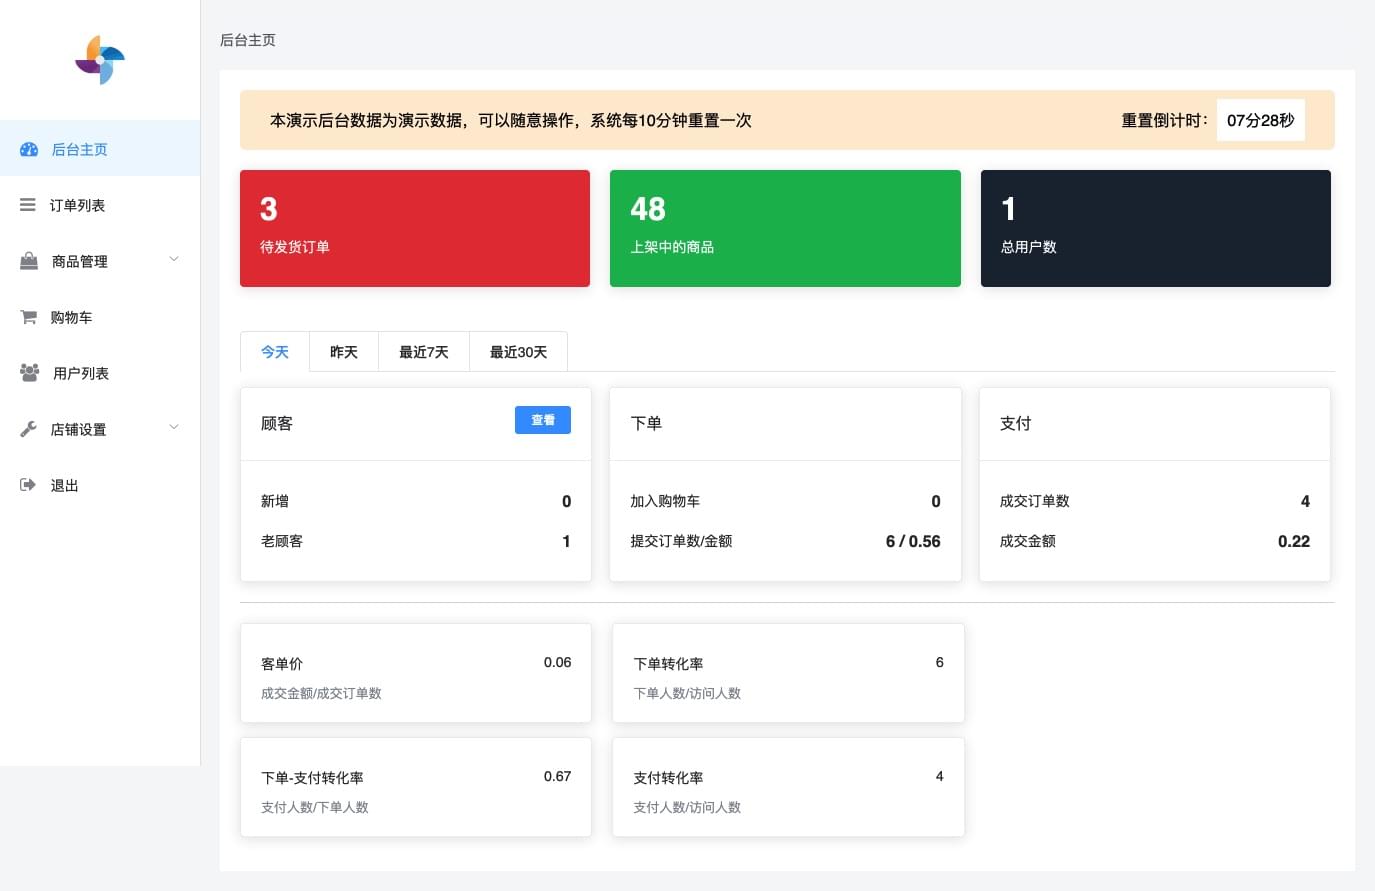 后台主页
后台主页
订单列表
商品管理
购物车
用户列表
店铺设置
退出
本演示后台数据为演示数据，可以随意操作，系统每10分钟重置一次
重置倒计时： 07分28秒
3
待发货订单
48
上架中的商品
1
总用户数
今天 昨天 最近7天 最近30天
顾客 查看
新增 0
老顾客 1
下单
加入购物车 0
提交订单数/金额 6 / 0.56
支付
成交订单数 4
成交金额 0.22
客单价 0.06
成交金额/成交订单数
下单转化率 6
下单人数/访问人数
下单-支付转化率 0.67
支付人数/下单人数
支付转化率 4
支付人数/访问人数